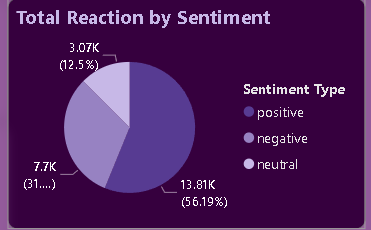 Total Reaction by Sentiment
3.07K
(12.5%)
Sentiment Type
positive
negative
neutral
7.7K
(31....)
13.81K
(56.19%)